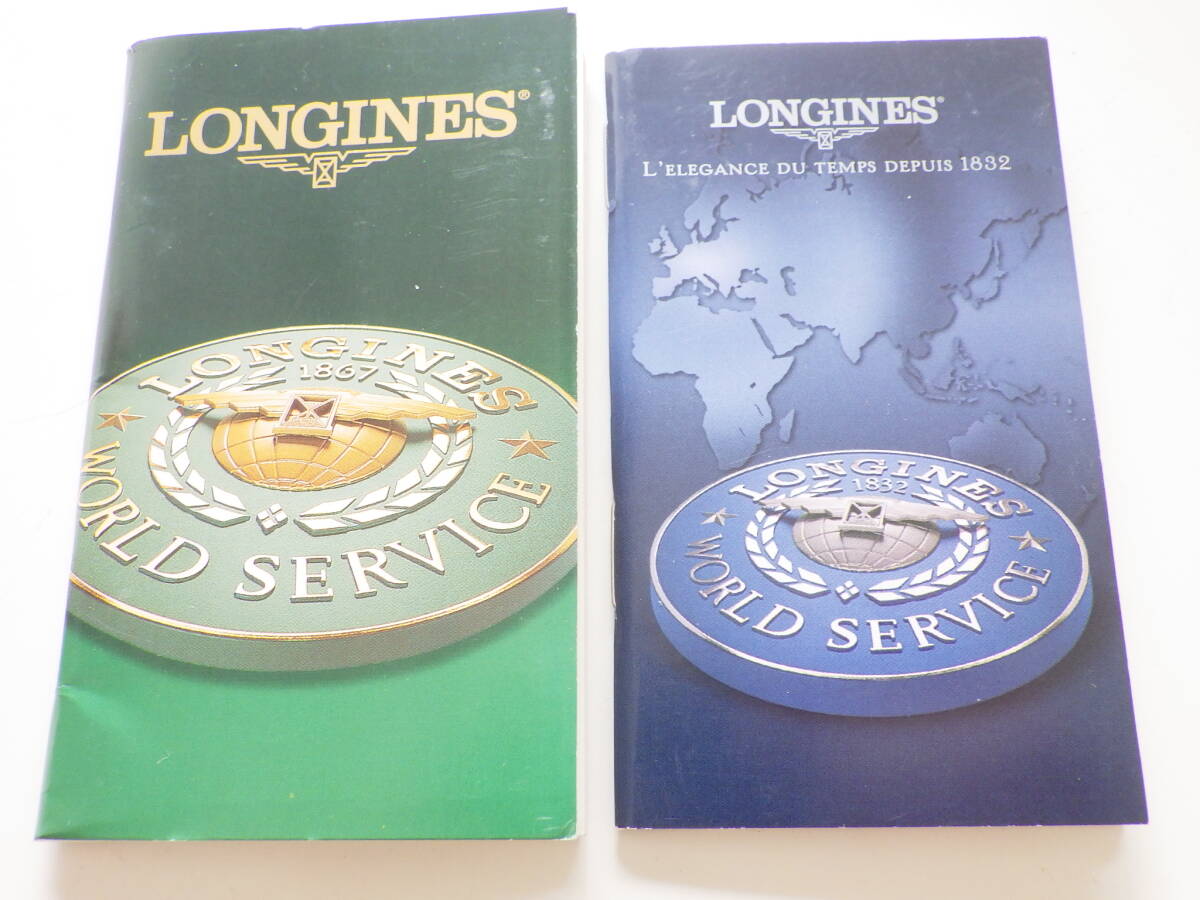 LONGINES®
LONGINES
1867
WORLD SERVICE
LONGINES®
L'ELEGANCE DU TEMPS DEPUIS 1832
LONGINES
1832
WORLD SERVICE